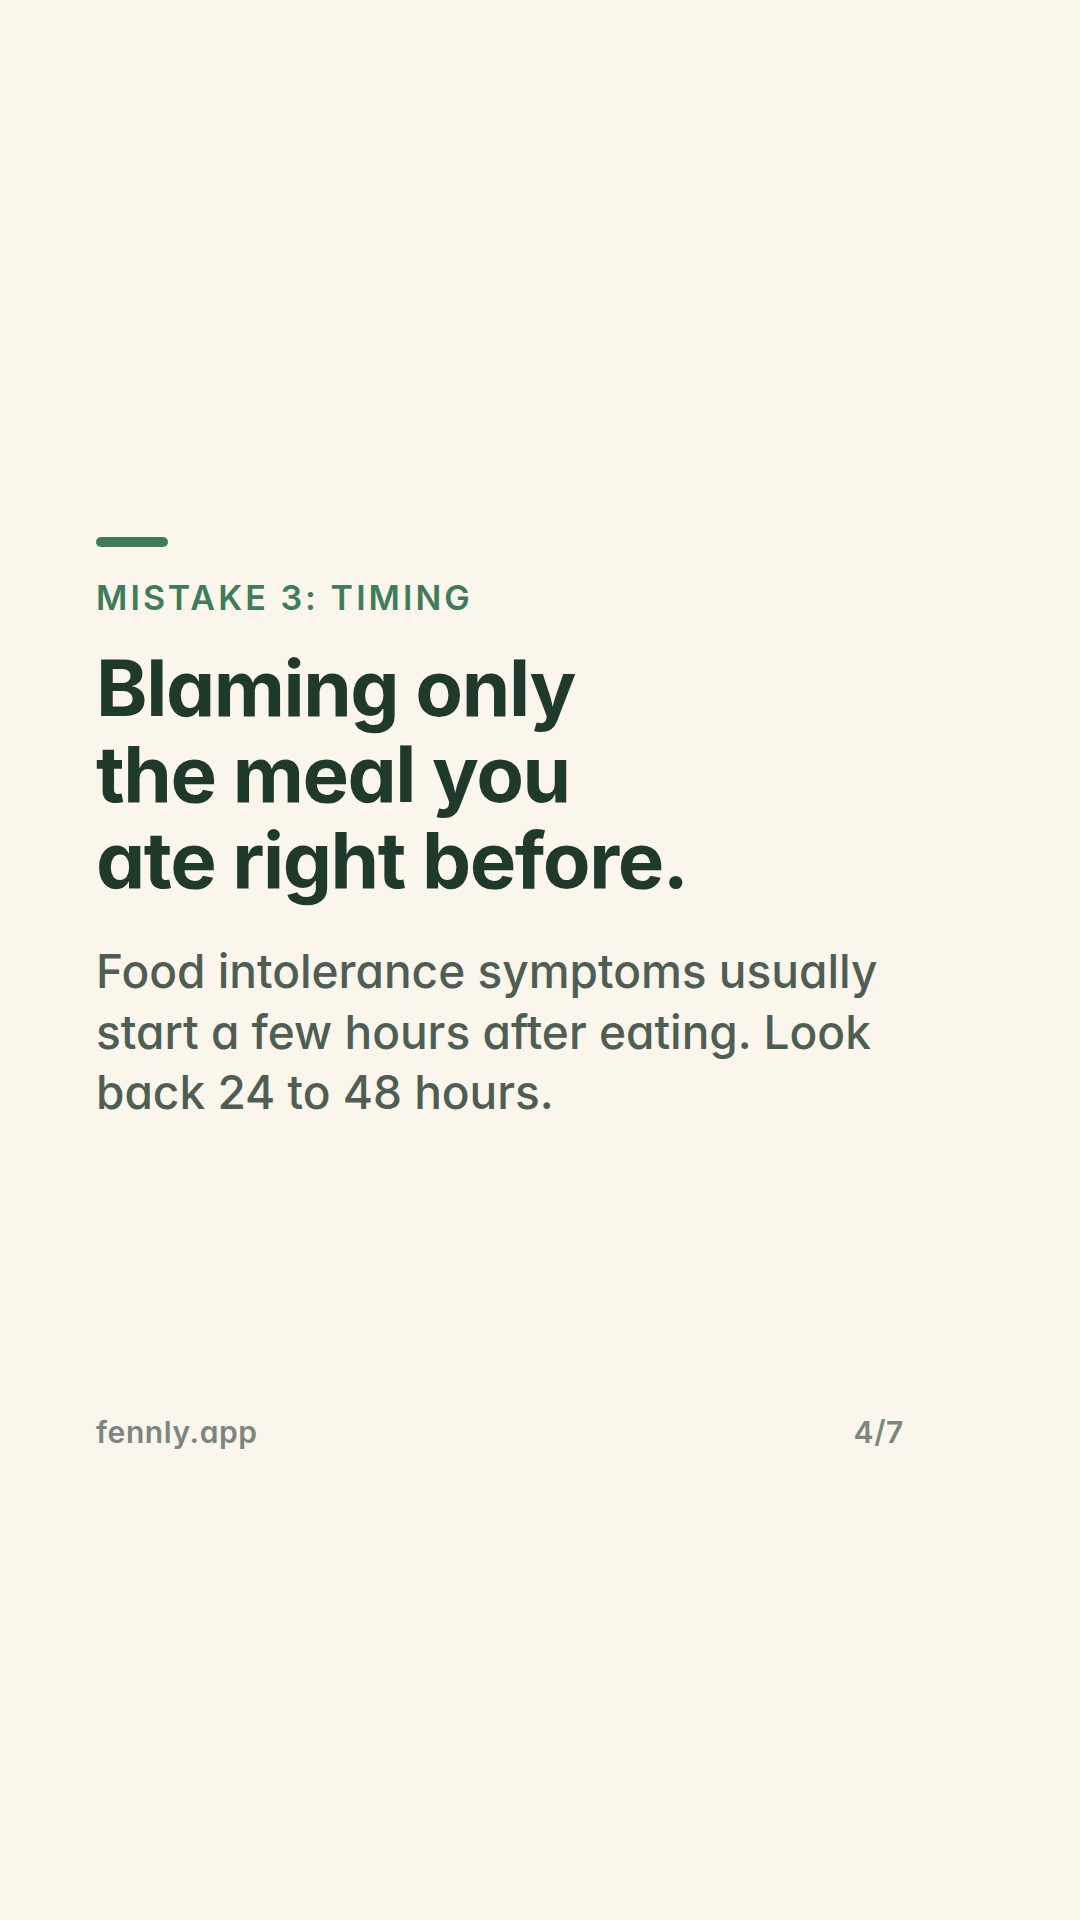 MISTAKE 3: TIMING
Blaming only
the meal you
ate right before.
Food intolerance symptoms usually
start a few hours after eating. Look
back 24 to 48 hours.
fennly.app
4/7